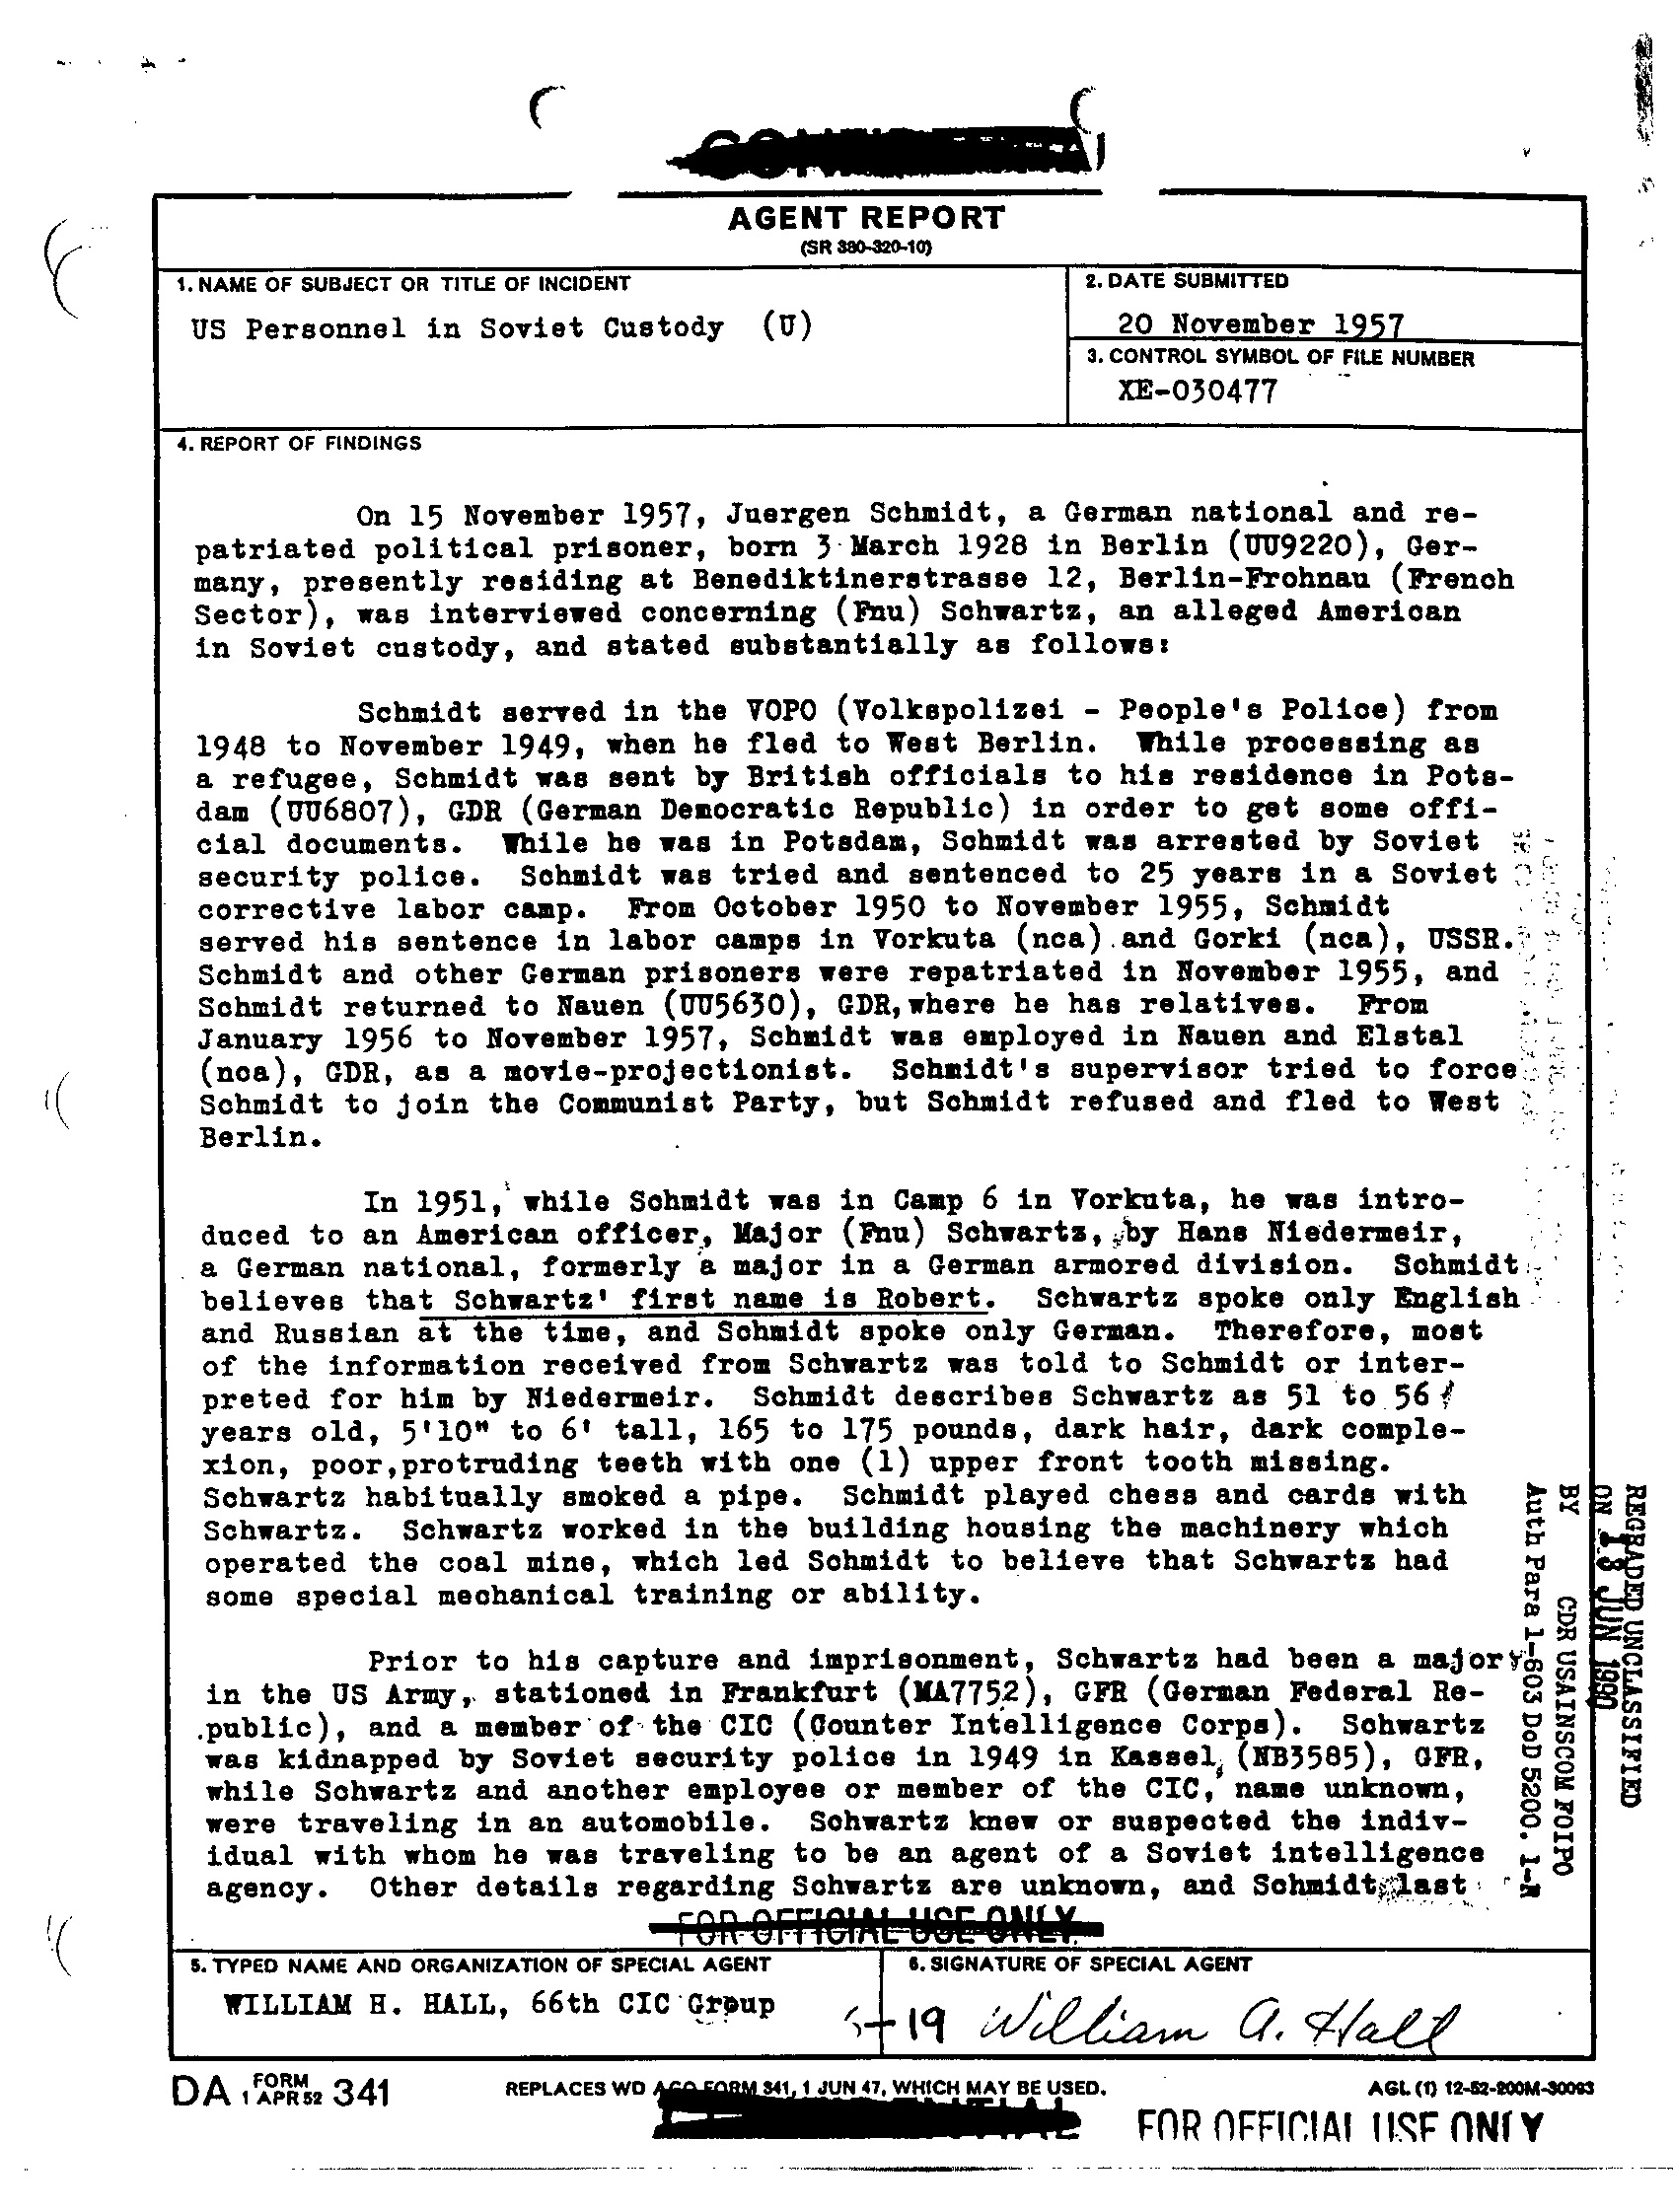 AGENT REPORT
(SR 380-320-10)
1. NAME OF SUBJECT OR TITLE OF INCIDENT
US Personnel in Soviet Custody (U)
2. DATE SUBMITTED
20 November 1957
3. CONTROL SYMBOL OF FILE NUMBER
XE-030477
4. REPORT OF FINDINGS
On 15 November 1957, Juergen Schmidt, a German national and re-
patriated political prisoner, born 3 March 1928 in Berlin (UU9220), Ger-
many, presently residing at Benediktinerstrasse 12, Berlin-Frohnau (French
Sector), was interviewed concerning (Fnu) Schwartz, an alleged American
in Soviet custody, and stated substantially as follows:
Schmidt served in the VOPO (Volkspolizei - People's Police) from
1948 to November 1949, when he fled to West Berlin. While processing as
a refugee, Schmidt was sent by British officials to his residence in Pots-
dam (UU6807), GDR (German Democratic Republic) in order to get some offi-
cial documents. While he was in Potsdam, Schmidt was arrested by Soviet
security police. Schmidt was tried and sentenced to 25 years in a Soviet
corrective labor camp. From October 1950 to November 1955, Schmidt
served his sentence in labor camps in Vorkuta (nca) and Gorki (nca), USSR.
Schmidt and other German prisoners were repatriated in November 1955, and
Schmidt returned to Nauen (UU5630), GDR, where he has relatives. From
January 1956 to November 1957, Schmidt was employed in Nauen and Elstal
(nca), GDR, as a movie-projectionist. Schmidt's supervisor tried to force
Schmidt to join the Communist Party, but Schmidt refused and fled to West
Berlin.
In 1951, while Schmidt was in Camp 6 in Vorkuta, he was intro-
duced to an American officer, Major (Fnu) Schwartz, by Hans Niedermeir,
a German national, formerly a major in a German armored division. Schmidt
believes that Schwartz' first name is Robert. Schwartz spoke only English
and Russian at the time, and Schmidt spoke only German. Therefore, most
of the information received from Schwartz was told to Schmidt or inter-
preted for him by Niedermeir. Schmidt describes Schwartz as 51 to 56
years old, 5'10" to 6' tall, 165 to 175 pounds, dark hair, dark comple-
xion, poor, protruding teeth with one (1) upper front tooth missing.
Schwartz habitually smoked a pipe. Schmidt played chess and cards with
Schwartz. Schwartz worked in the building housing the machinery which
operated the coal mine, which led Schmidt to believe that Schwartz had
some special mechanical training or ability.
Prior to his capture and imprisonment, Schwartz had been a major
in the US Army, stationed in Frankfurt (MA7752), GFR (German Federal Re-
public), and a member of the CIC (Counter Intelligence Corps). Schwartz
was kidnapped by Soviet security police in 1949 in Kassel (NB3585), GFR,
while Schwartz and another employee or member of the CIC, name unknown,
were traveling in an automobile. Schwartz knew or suspected the indiv-
idual with whom he was traveling to be an agent of a Soviet intelligence
agency. Other details regarding Schwartz are unknown, and Schmidt last
FOR OFFICIAL USE ONLY
REGRADED UNCLASSIFIED
ON 18 JUN 1990
BY CDR USAINSCOM FOIPO
Auth Para 1-603 DoD 5200. 1-R
5. TYPED NAME AND ORGANIZATION OF SPECIAL AGENT
WILLIAM H. HALL, 66th CIC Group
6. SIGNATURE OF SPECIAL AGENT
5-19 William A. Hall
DA FORM 1 APR 52 341
REPLACES WD AGO FORM 341, 1 JUN 47, WHICH MAY BE USED.
AGL (1) 12-52-200M-30093
FOR OFFICIAL USE ONLY